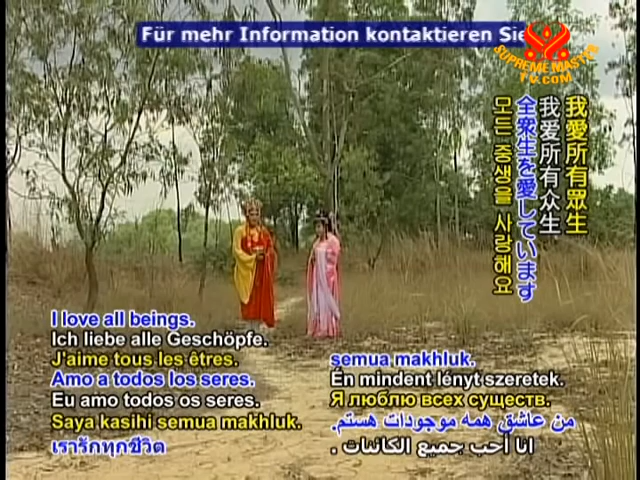 Für mehr Information kontaktieren Sie
SUPREME MASTER
TV.COM
我愛所有眾生
我爱所有众生
全衆生を愛しています
모든 중생을 사랑해요
I love all beings.
Ich liebe alle Geschöpfe.
J'aime tous les êtres.
Amo a todos los seres.
Eu amo todos os seres.
Saya kasihi semua makhluk.
เรารักทุกชีวิต
semua makhluk.
Én mindent lényt szeretek.
Я люблю всех существ.
من عاشق همه موجودات هستم.
انا أحب جميع الكائنات .